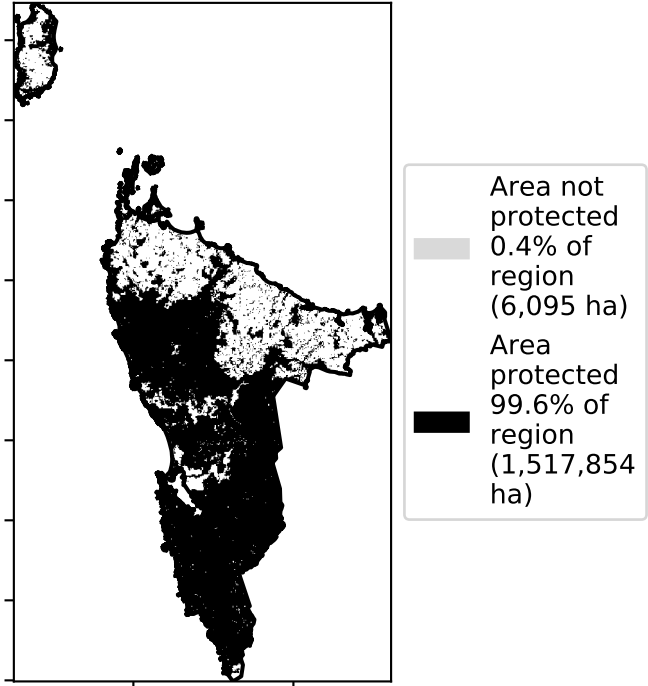 Area not
protected
0.4% of
region
(6,095 ha)
Area
protected
99.6% of
region
(1,517,854
ha)